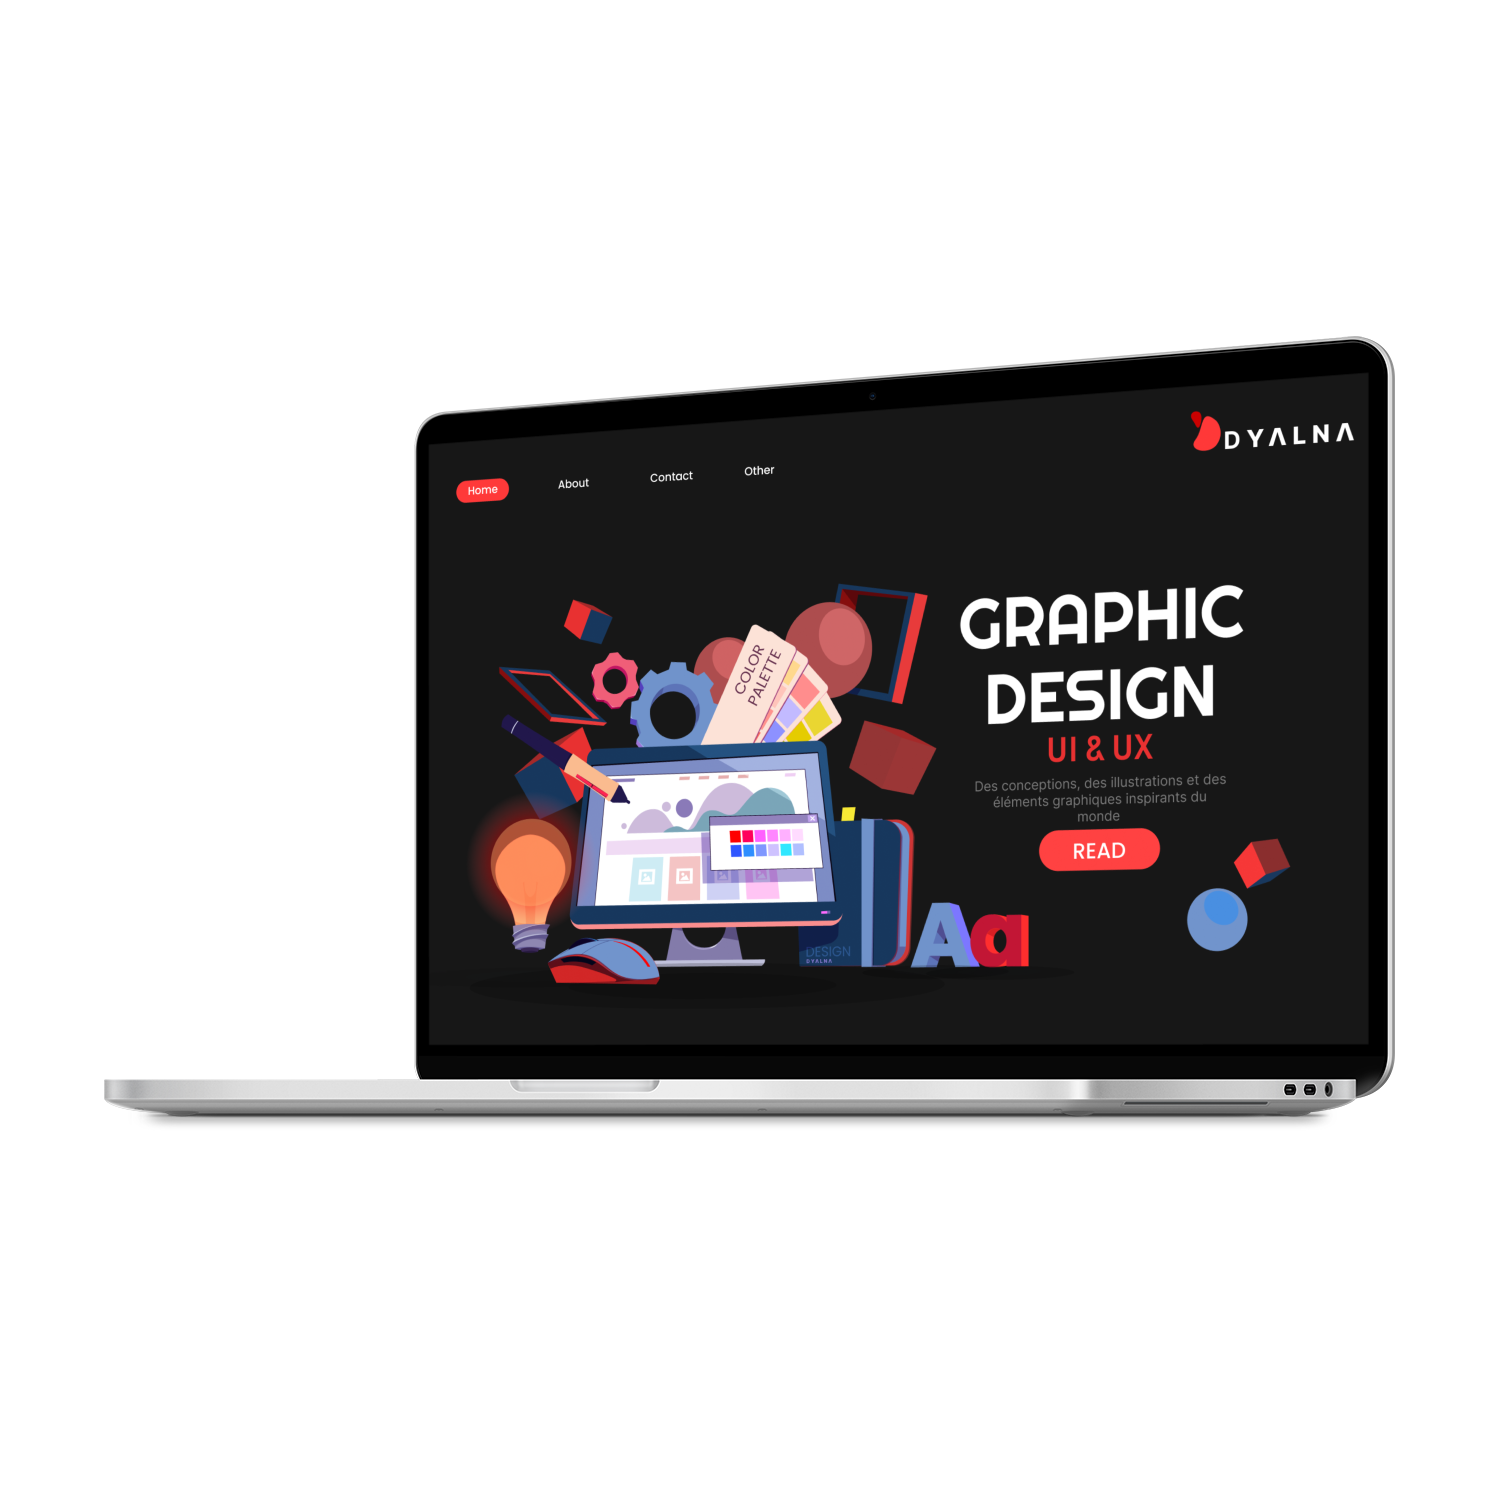 DYALNA
Home
About
Contact
Other
GRAPHIC
DESIGN
UI & UX
Des conceptions, des illustrations et des
éléments graphiques inspirants du
monde
READ
COLOR
PALETTE
DESIGN
DYALNA
Aa